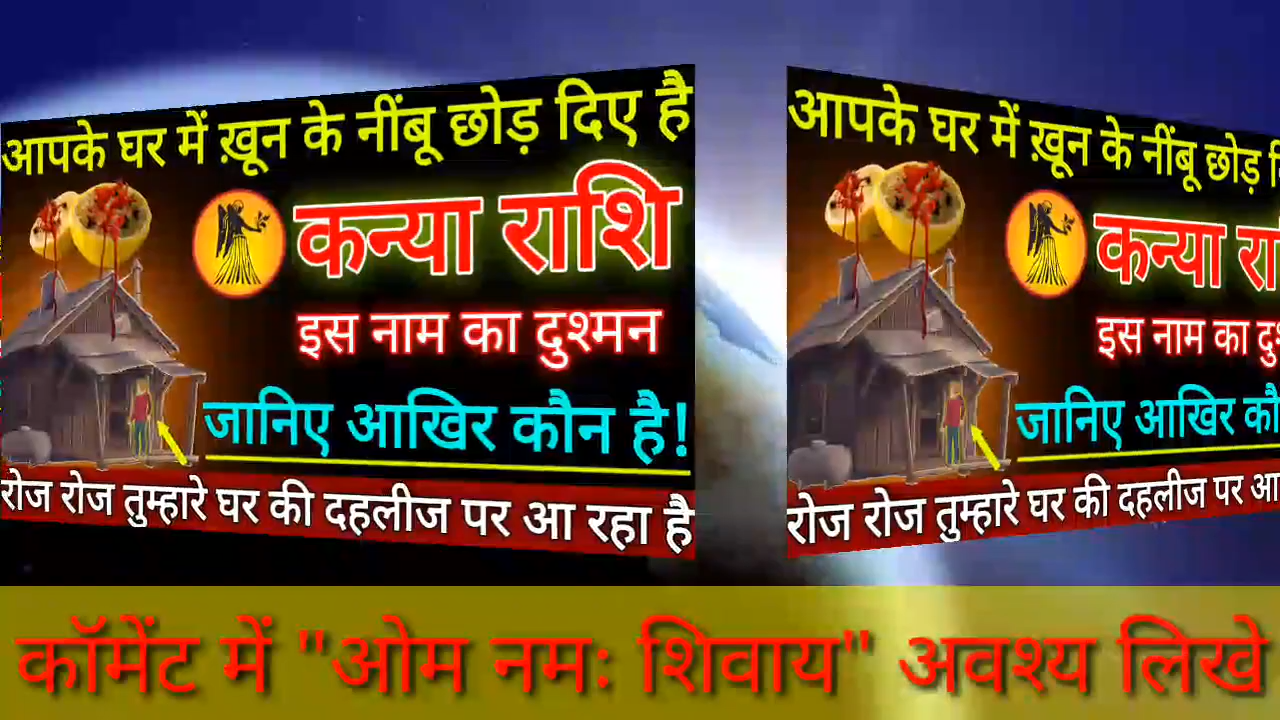 आपके घर में ख़ून के नींबू छोड़ दिए है
कन्या राशि
इस नाम का दुश्मन
जानिए आखिर कौन है!
रोज रोज तुम्हारे घर की दहलीज पर आ रहा है
आपके घर में ख़ून के नींबू छोड़
कन्या रा
इस नाम का
जानिए आखिर
रोज रोज तुम्हारे घर की दहलीज पर आ
कॉमेंट में "ओम नमः शिवाय" अवश्य लिखे